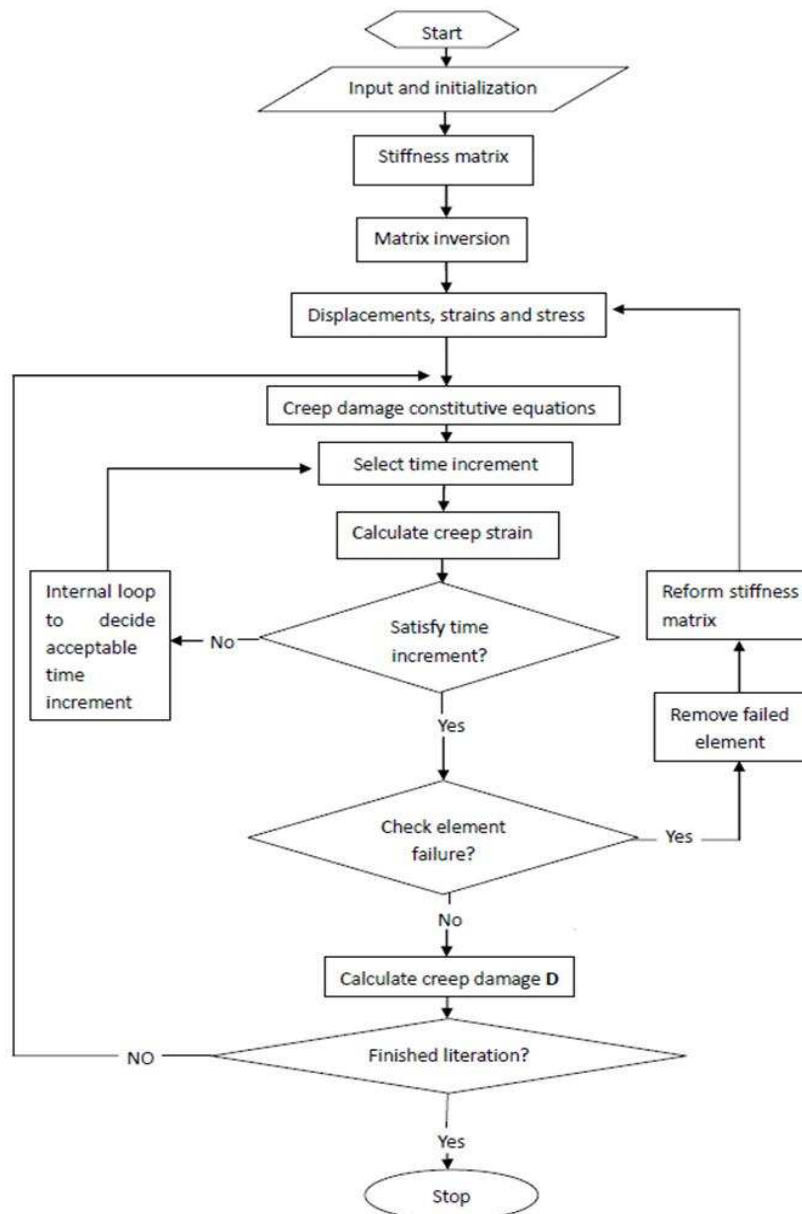 Start
Input and initialization
Stiffness matrix
Matrix inversion
Displacements, strains and stress
Creep damage constitutive equations
Select time increment
Calculate creep strain
Internal loop
to decide
acceptable
time
increment
No
Satisfy time
increment?
Reform stiffness
matrix
Remove failed
element
Yes
Check element
failure?
Yes
No
Calculate creep damage D
NO
Finished literation?
Yes
Stop